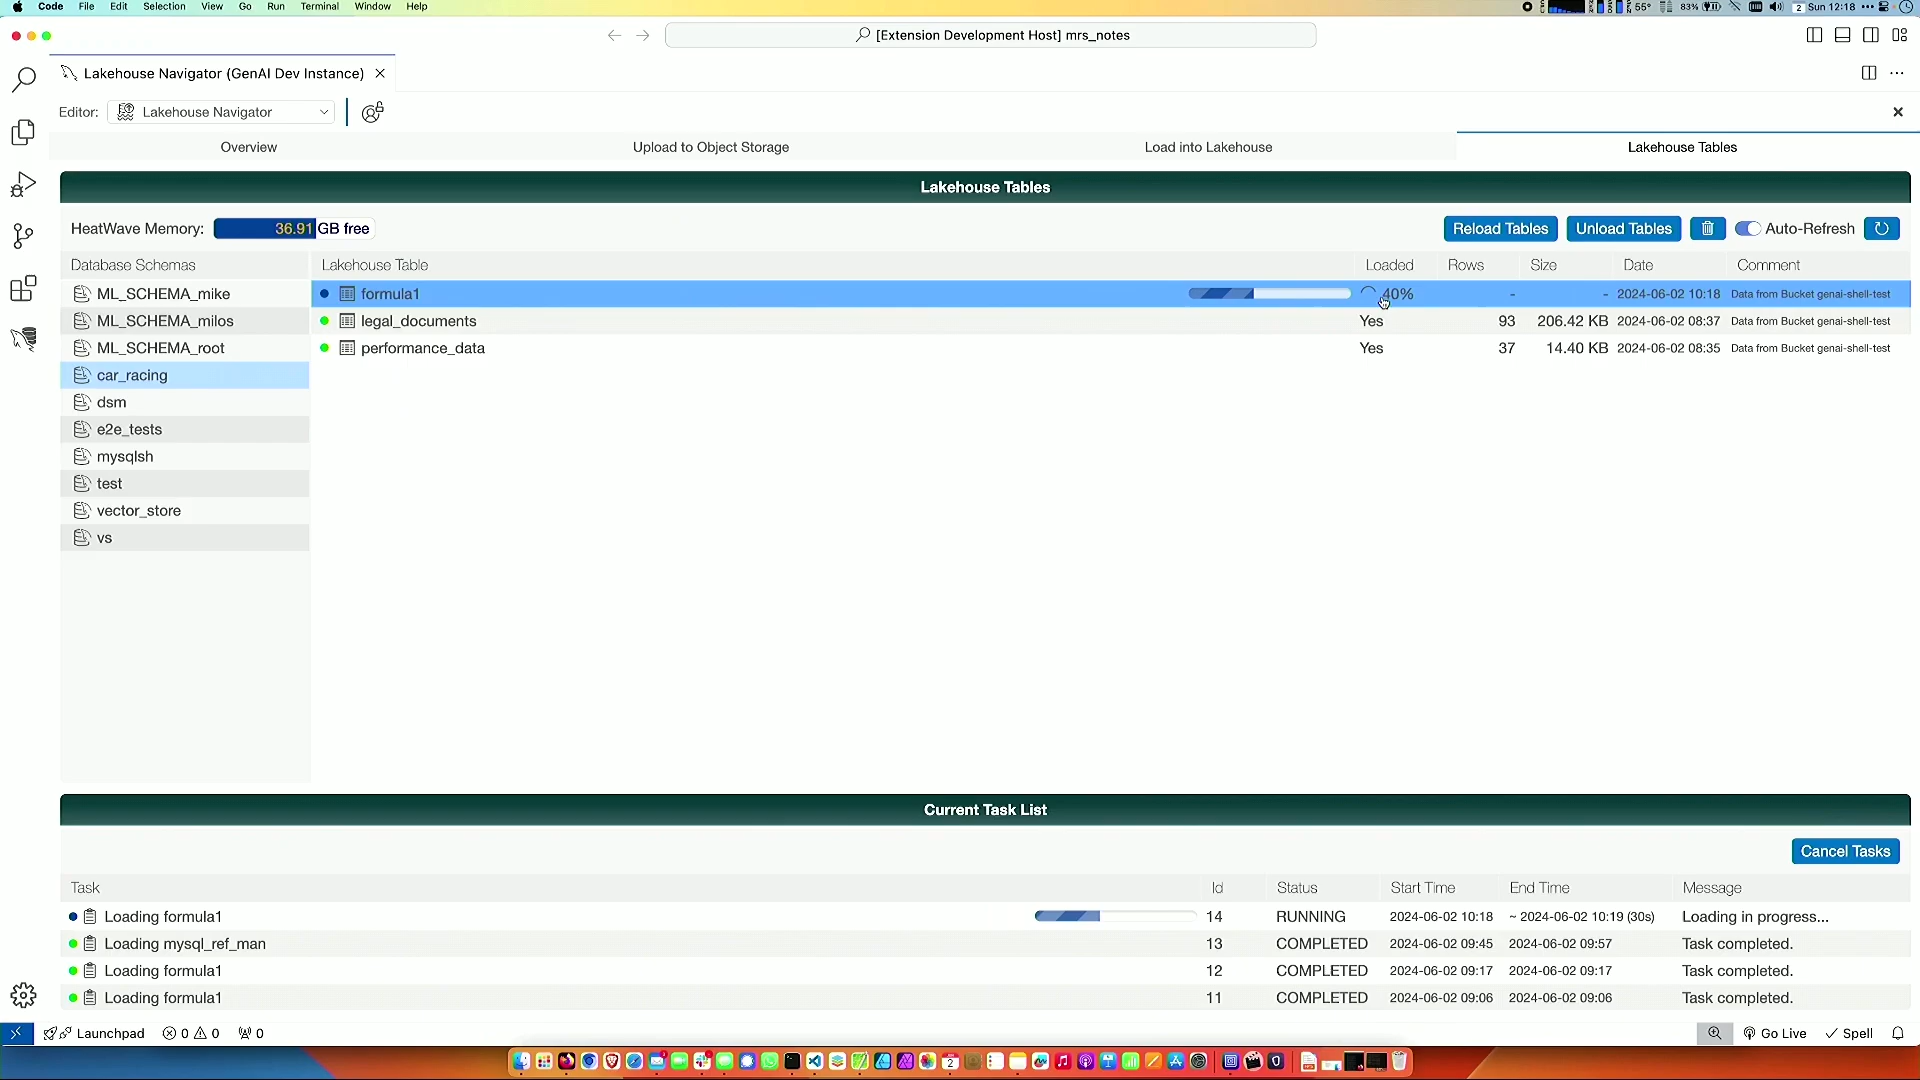 Code File Edit Selection View Go Run Terminal Window Help
55° 83% 2 Sun 12:18
[Extension Development Host] mrs_notes
Lakehouse Navigator (GenAI Dev Instance)
Editor: Lakehouse Navigator
Overview Upload to Object Storage Load into Lakehouse Lakehouse Tables
Lakehouse Tables
HeatWave Memory: 36.91 GB free Reload Tables Unload Tables Auto-Refresh
Database Schemas Lakehouse Table Loaded Rows Size Date Comment
ML_SCHEMA_mike formula1 40% - - 2024-06-02 10:18 Data from Bucket genai-shell-test
ML_SCHEMA_milos legal_documents Yes 93 206.42 KB 2024-06-02 08:37 Data from Bucket genai-shell-test
ML_SCHEMA_root performance_data Yes 37 14.40 KB 2024-06-02 08:35 Data from Bucket genai-shell-test
car_racing
dsm
e2e_tests
mysqlsh
test
vector_store
vs
Current Task List
Cancel Tasks
Task Id Status Start Time End Time Message
Loading formula1 14 RUNNING 2024-06-02 10:18 ~ 2024-06-02 10:19 (30s) Loading in progress...
Loading mysql_ref_man 13 COMPLETED 2024-06-02 09:45 2024-06-02 09:57 Task completed.
Loading formula1 12 COMPLETED 2024-06-02 09:17 2024-06-02 09:17 Task completed.
Loading formula1 11 COMPLETED 2024-06-02 09:06 2024-06-02 09:06 Task completed.
Launchpad 0 0 0 Go Live Spell